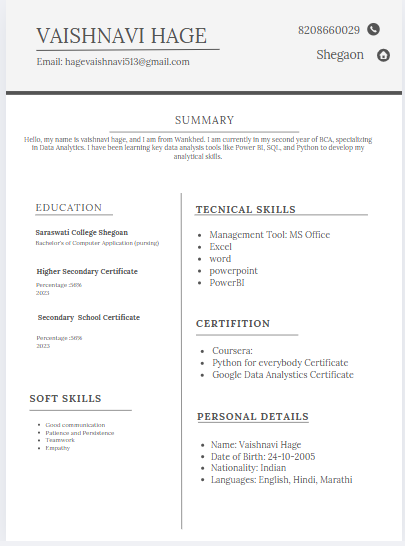 VAISHNAVI HAGE
8208660029
Email: hagevaishnavi513@gmail.com
Shegaon
SUMMARY
Hello, my name is vaishnavi hage, and i am from Wankhed. I am currently in my second year of BCA, specializing
in Data Analytics. I have been learning key data analysis tools like Power BI, SQL, and Python to develop my
analytical skills.
EDUCATION
Saraswati College Shegoan
Bachelor's of Computer Application (pursing)
Higher Secondary Certificate
Percentage :56%
2023
Secondary School Certificate
Percentage :56%
2023
SOFT SKILLS
Good communication
Patience and Persistence
Teamwork
Empathy
TECNICAL SKILLS
Management Tool: MS Office
Excel
word
powerpoint
PowerBI
CERTIFITION
Coursera:
Python for everybody Certificate
Google Data Analystics Certificate
PERSONAL DETAILS
Name: Vaishnavi Hage
Date of Birth: 24-10-2005
Nationality: Indian
Languages: English, Hindi, Marathi